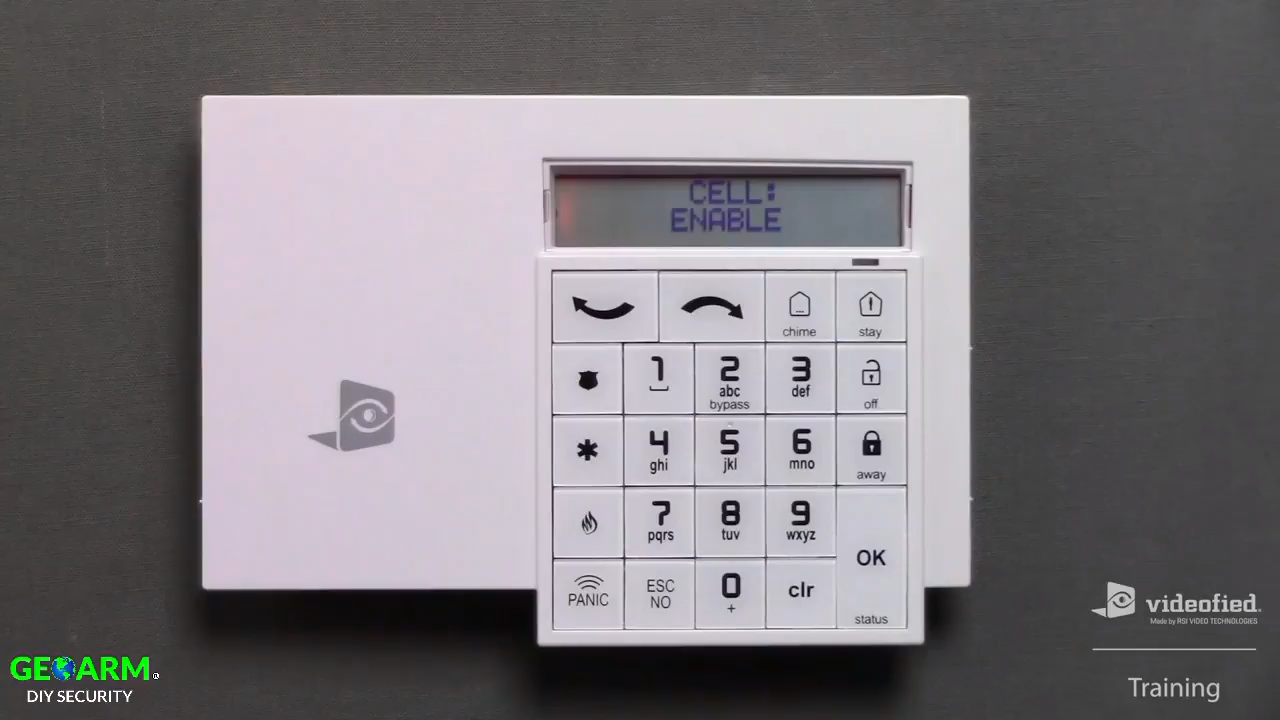 CELL:
ENABLE
chime
stay
1
2
abc
bypass
3
def
off
4
ghi
5
jkl
6
mno
away
7
pqrs
8
tuv
9
wxyz
OK
status
PANIC
ESC
NO
0
+
clr
videofied.
Made by RSI VIDEO TECHNOLOGIES
Training
GEOARM®
DIY SECURITY